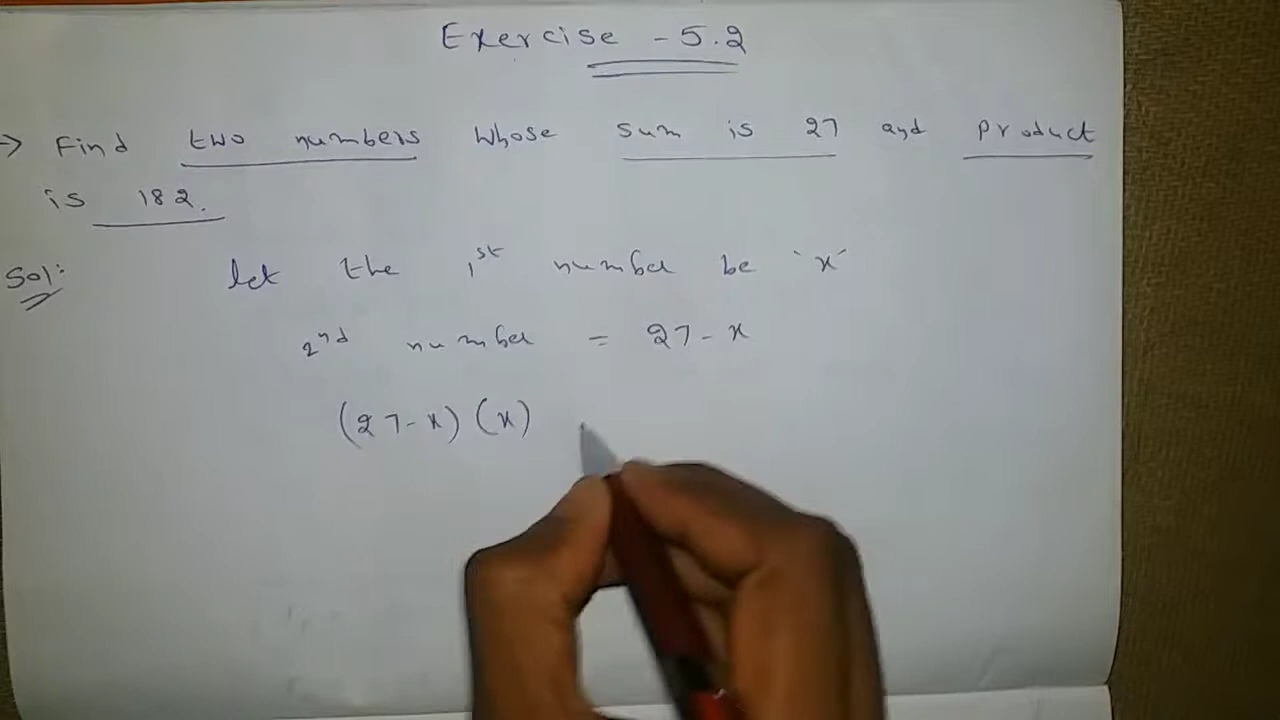 Exercise - 5.2
→ Find two numbers whose sum is 27 and product
is 182.
Sol: let the 1st number be 'x'
2nd number = 27 - x
(27 - x) (x)